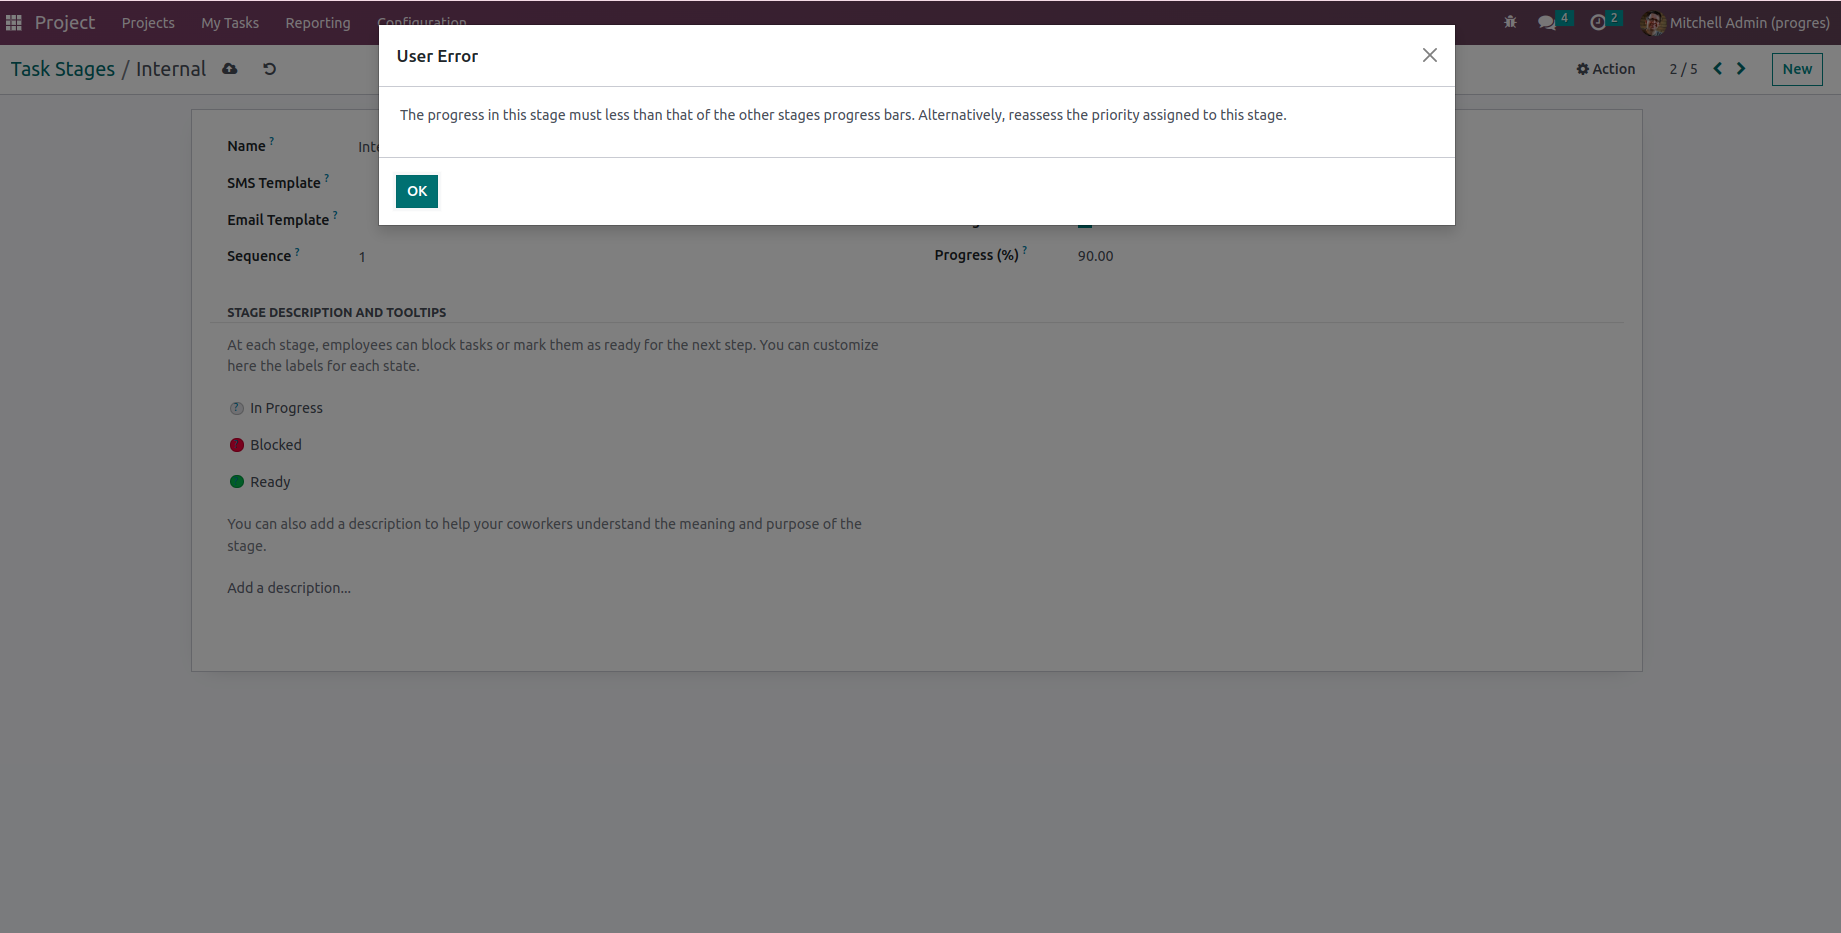 Project Projects My Tasks Reporting Configuration 4 2 Mitchell Admin (progres)
Task Stages / Internal Action 2 / 5 New
User Error
The progress in this stage must less than that of the other stages progress bars. Alternatively, reassess the priority assigned to this stage.
OK
Name ?
SMS Template ?
Email Template ?
Sequence ? 1 Progress (%) ? 90.00
STAGE DESCRIPTION AND TOOLTIPS
At each stage, employees can block tasks or mark them as ready for the next step. You can customize
here the labels for each state.
? In Progress
Blocked
Ready
You can also add a description to help your coworkers understand the meaning and purpose of the
stage.
Add a description...